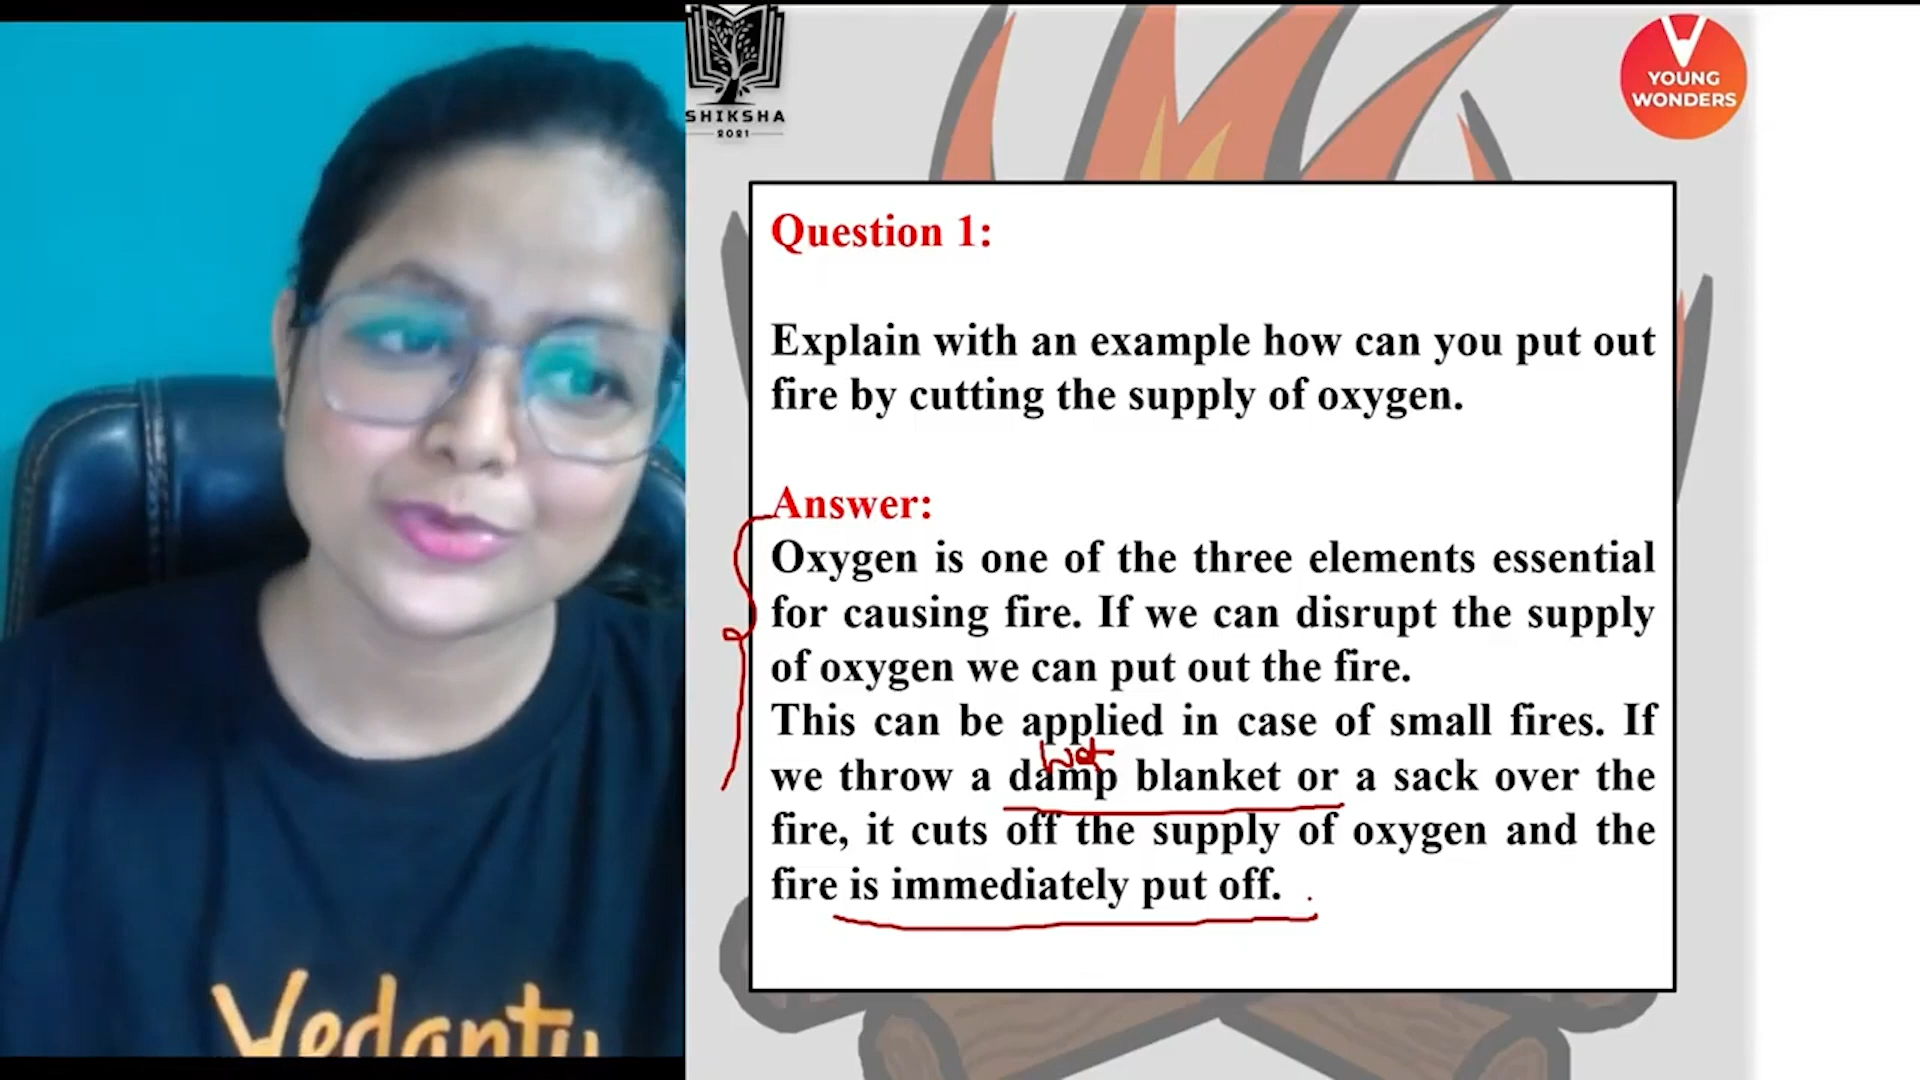 SHIKSHA
2021
YOUNG
WONDERS
Question 1:
Explain with an example how can you put out
fire by cutting the supply of oxygen.
Answer:
Oxygen is one of the three elements essential
for causing fire. If we can disrupt the supply
of oxygen we can put out the fire.
This can be applied in case of small fires. If
wet
we throw a damp blanket or a sack over the
fire, it cuts off the supply of oxygen and the
fire is immediately put off.
Vedantu